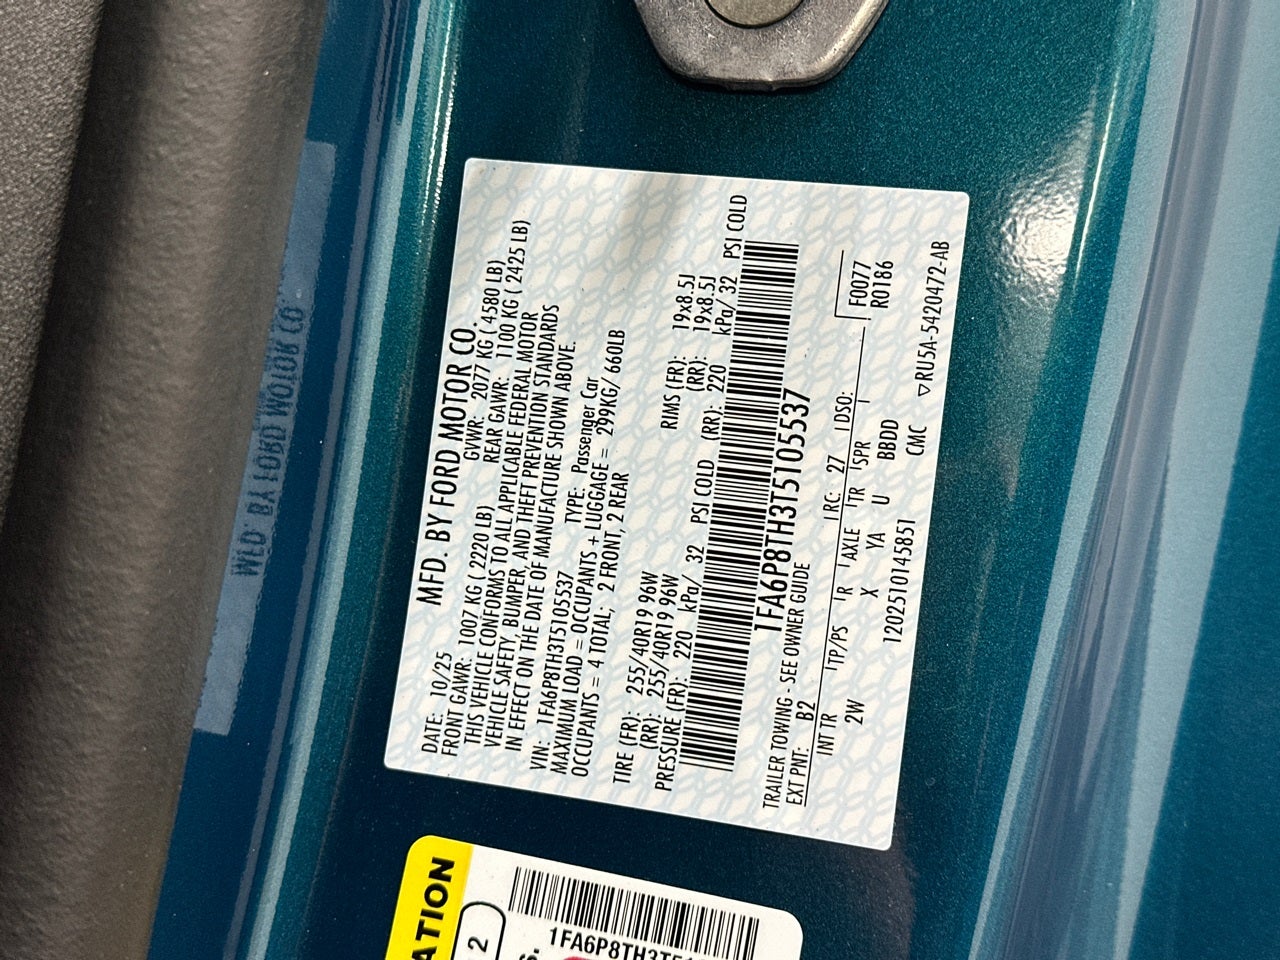 MFD. BY FORD MOTOR CO.
DATE: 10/25 GVWR: 2077 KG ( 4580 LB)
FRONT GAWR: 1007 KG ( 2220 LB) REAR GAWR: 1100 KG ( 2425 LB)
THIS VEHICLE CONFORMS TO ALL APPLICABLE FEDERAL MOTOR
VEHICLE SAFETY, BUMPER, AND THEFT PREVENTION STANDARDS
IN EFFECT ON THE DATE OF MANUFACTURE SHOWN ABOVE.
VIN: 1FA6P8TH3T5105537 TYPE: Passenger Car
MAXIMUM LOAD = OCCUPANTS + LUGGAGE = 299KG/ 660LB
OCCUPANTS = 4 TOTAL; 2 FRONT, 2 REAR
TIRE (FR): 255/40R19 96W RIMS (FR): 19x8.5J
(RR): 255/40R19 96W (RR): 19x8.5J
PRESSURE (FR): 220 kPa/ 32 PSI COLD (RR): 220 kPa/ 32 PSI COLD
1FA6P8TH3T5105537
TRAILER TOWING - SEE OWNER GUIDE
EXT PNT: B2 RC: 27 DSO: F0077
R0186
INT TR TP/PS R AXLE TR SPR
2W X YA U BBDD
1202510145851 CMC ▽RU5A-5420472-AB
MFD. BY FORD MOTOR CO.
ATION
2
1FA6P8TH3T51